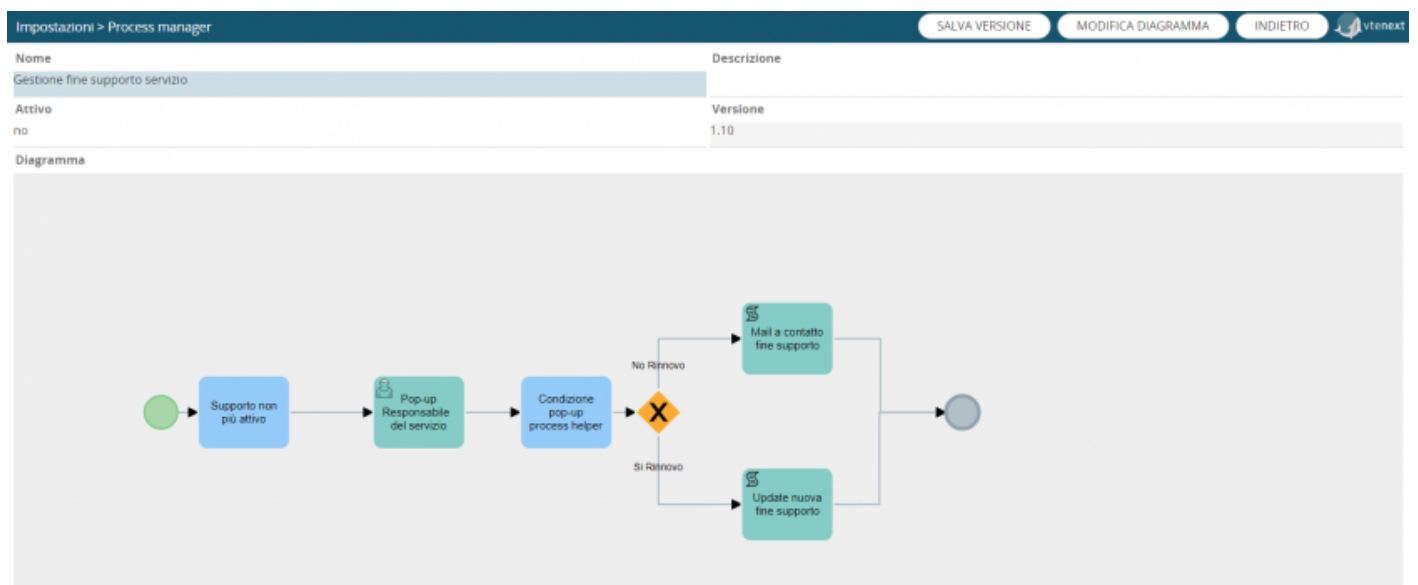 Impostazioni > Process manager
SALVA VERSIONE
MODIFICA DIAGRAMMA
INDIETRO
vtenext
Nome
Descrizione
Gestione fine supporto servizio
Attivo
Versione
no
1.10
Diagramma
Supporto non
più attivo
Pop-up
Responsabile
del servizio
Condizione
pop-up
process helper
No Rinnovo
X
Si Rinnovo
Mail a contatto
fine supporto
Update nuova
fine supporto